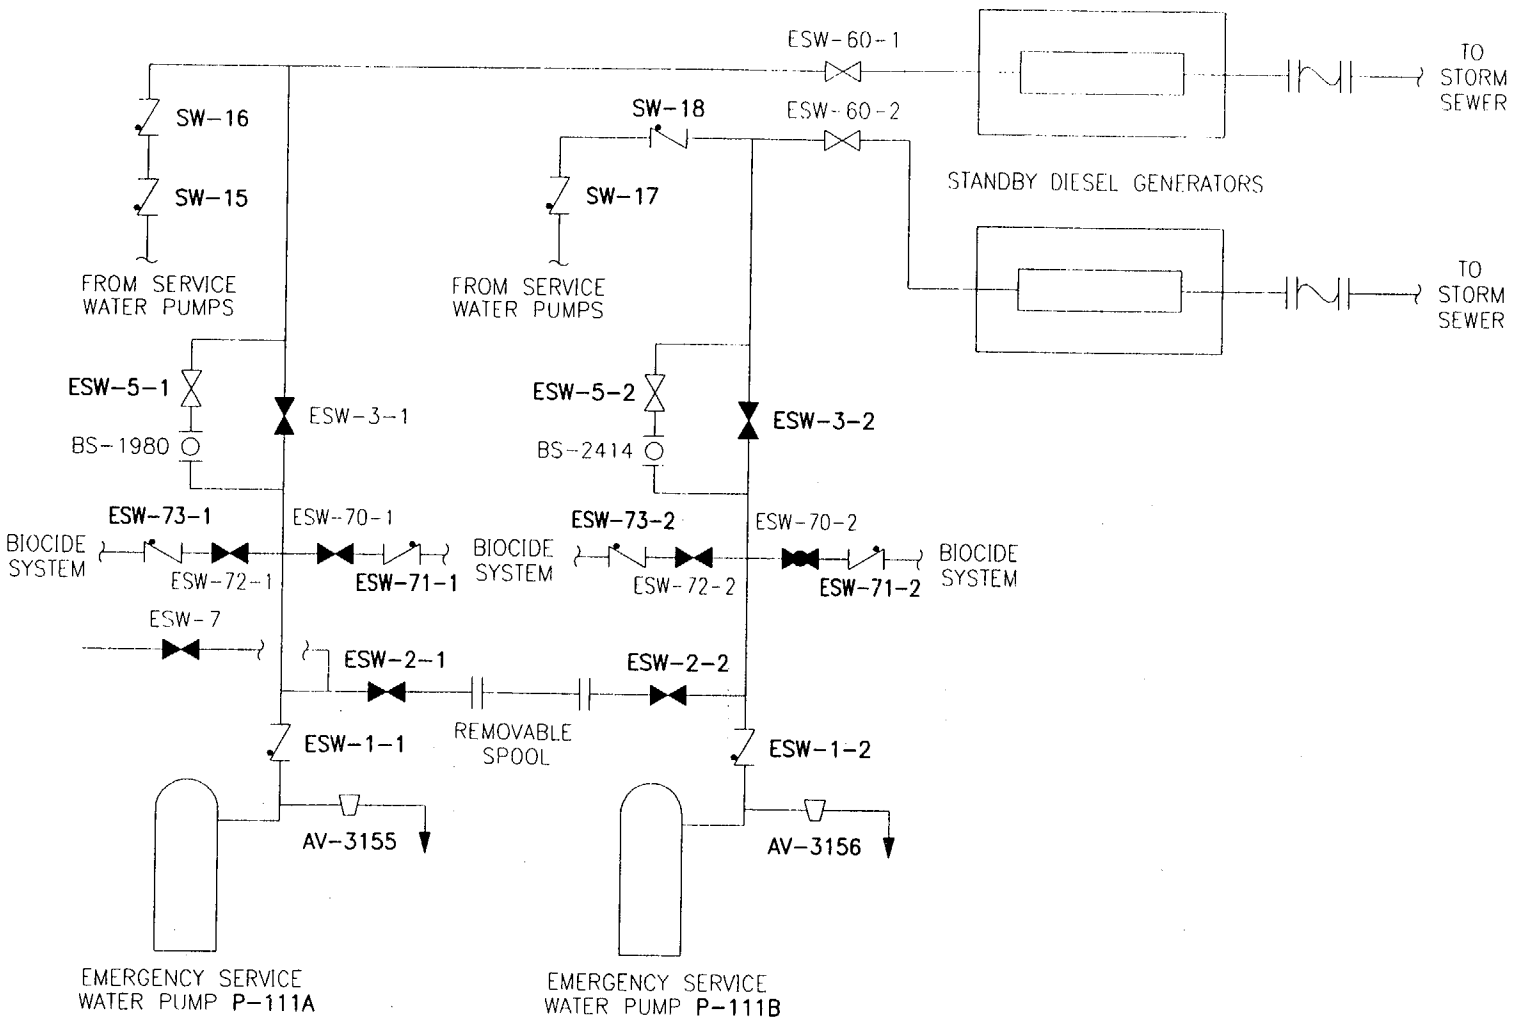 ESW-60-1
TO
STORM
SEWER
SW-16
SW-18
ESW-60-2
SW-15
SW-17
STANDBY DIESEL GENERATORS
FROM SERVICE
WATER PUMPS
FROM SERVICE
WATER PUMPS
TO
STORM
SEWER
ESW-5-1
ESW-3-1
BS-1980
ESW-5-2
ESW-3-2
BS-2414
ESW-73-1
ESW-70-1
ESW-73-2
ESW-70-2
BIOCIDE
SYSTEM
BIOCIDE
SYSTEM
BIOCIDE
SYSTEM
ESW-72-1
ESW-71-1
ESW-72-2
ESW-71-2
ESW-7
ESW-2-1
ESW-2-2
REMOVABLE
SPOOL
ESW-1-1
ESW-1-2
AV-3155
AV-3156
EMERGENCY SERVICE
WATER PUMP P-111A
EMERGENCY SERVICE
WATER PUMP P-111B